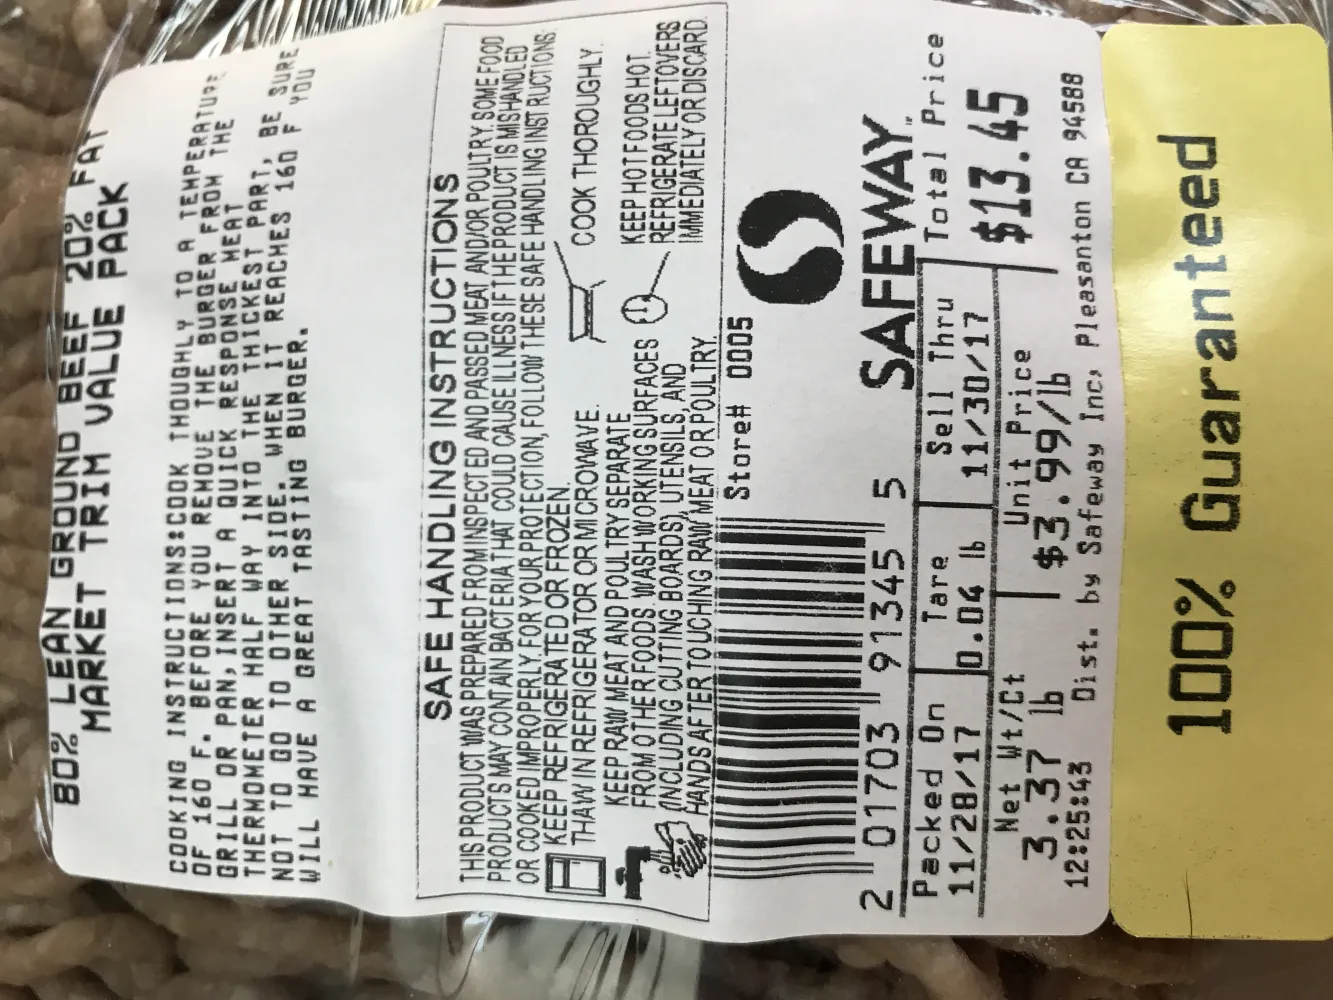 80% LEAN GROUND BEEF 20% FAT
MARKET TRIM VALUE PACK
COOKING INSTRUCTIONS:COOK THOUGHLY TO A TEMPERATURE
OF 160 F. BEFORE YOU REMOVE THE BURGER FROM THE
GRILL OR PAN, INSERT A QUICK RESPONSE MEAT
THERMOMETER HALF WAY INTO THE THICKEST PART, BE SURE
NOT TO GO TO OTHER SIDE. WHEN IT REACHES 160 F YOU
WILL HAVE A GREAT TASTING BURGER.
SAFE HANDLING INSTRUCTIONS
THIS PRODUCT WAS PREPARED FROM INSPECTED AND PASSED MEAT AND/OR POULTRY. SOME FOOD
PRODUCTS MAY CONTAIN BACTERIA THAT COULD CAUSE ILLNESS IF THE PRODUCT IS MISHANDLED
OR COOKED IMPROPERLY. FOR YOUR PROTECTION, FOLLOW THESE SAFE HANDLING INSTRUCTIONS:
KEEP REFRIGERATED OR FROZEN.
THAW IN REFRIGERATOR OR MICROWAVE.
COOK THOROUGHLY.
KEEP RAW MEAT AND POULTRY SEPARATE
FROM OTHER FOODS. WASH WORKING SURFACES
(INCLUDING CUTTING BOARDS), UTENSILS, AND
HANDS AFTER TOUCHING RAW MEAT OR POULTRY.
KEEP HOT FOODS HOT.
REFRIGERATE LEFTOVERS
IMMEDIATELY OR DISCARD.
Store# 0005
2 01703 91345 5
SAFEWAY™
Packed On Tare Sell Thru Total Price
11/28/17 0.04 lb 11/30/17 $13.45
Net Wt/Ct Unit Price
3.37 lb $3.99/lb
12:25:43 Dist. by Safeway Inc, Pleasanton CA 94588
100% Guaranteed